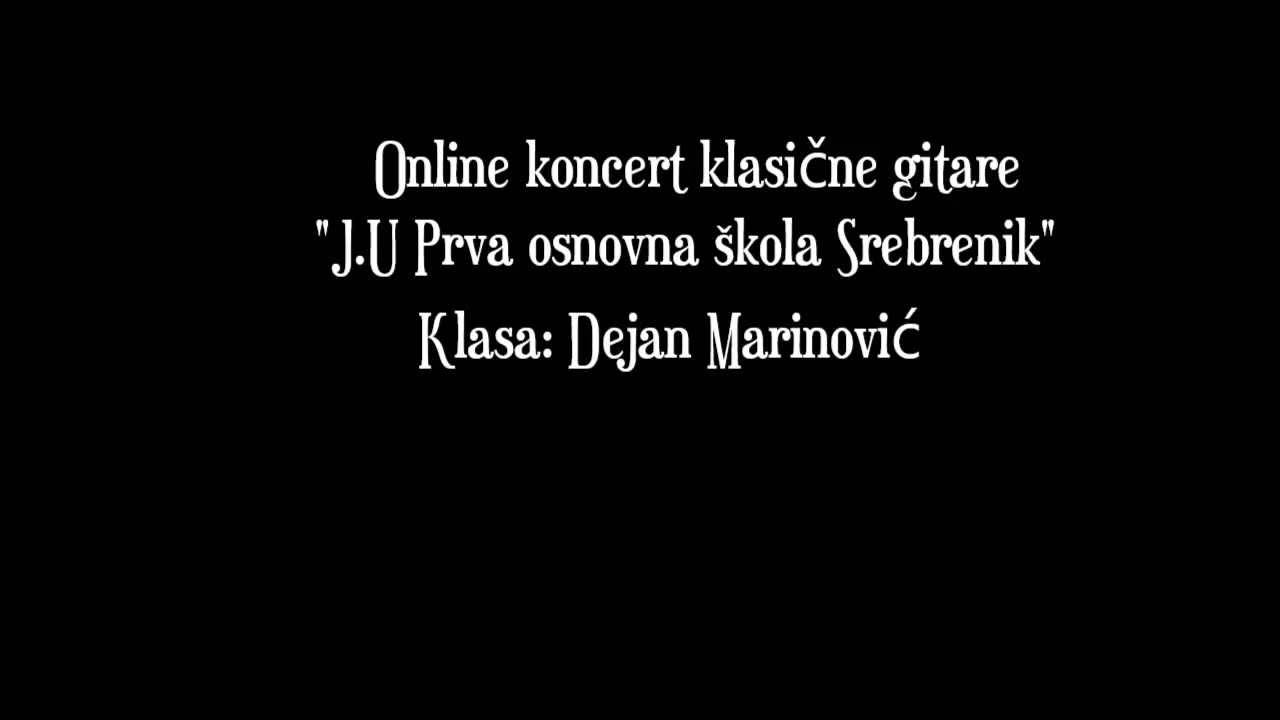 Online koncert klasične gitare
"J.U Prva osnovna škola Srebrenik"
Klasa: Dejan Marinović